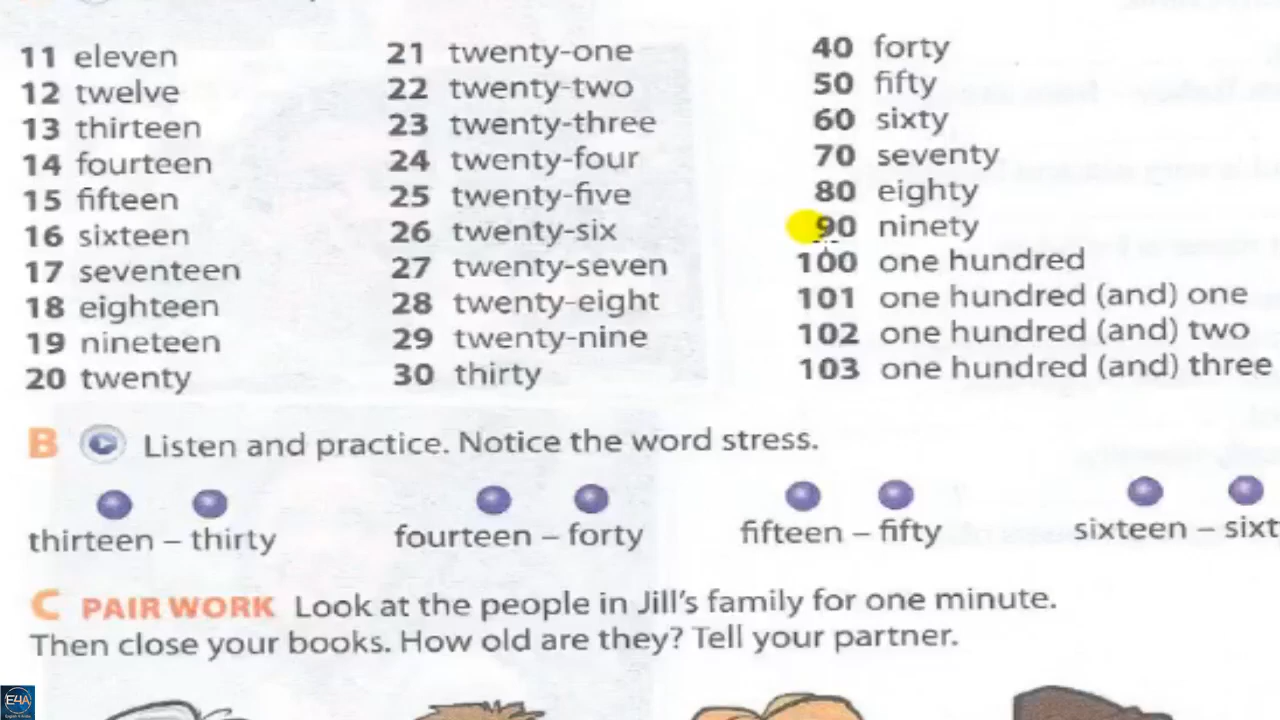 11 eleven
12 twelve
13 thirteen
14 fourteen
15 fifteen
16 sixteen
17 seventeen
18 eighteen
19 nineteen
20 twenty
21 twenty-one
22 twenty-two
23 twenty-three
24 twenty-four
25 twenty-five
26 twenty-six
27 twenty-seven
28 twenty-eight
29 twenty-nine
30 thirty
40 forty
50 fifty
60 sixty
70 seventy
80 eighty
90 ninety
100 one hundred
101 one hundred (and) one
102 one hundred (and) two
103 one hundred (and) three
B Listen and practice. Notice the word stress.
thirteen – thirty fourteen – forty fifteen – fifty sixteen – sixt
C PAIR WORK Look at the people in Jill's family for one minute.
Then close your books. How old are they? Tell your partner.
E4A